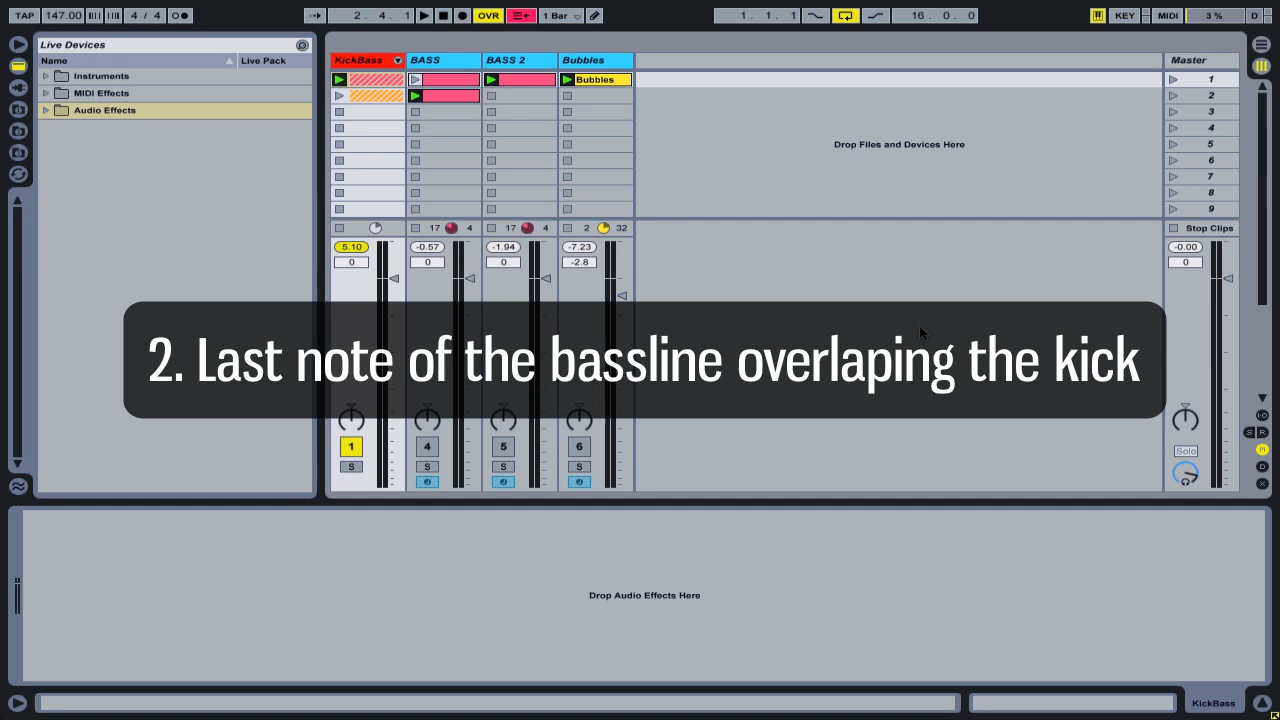 TAP 147.00 4 / 4 2 . 4 . 1 OVR 1 Bar 1 . 1 . 1 16 . 0 . 0 KEY MIDI 3 % D
Live Devices
Name Live Pack
Instruments
MIDI Effects
Audio Effects
KickBass BASS BASS 2 Bubbles Master
Bubbles 1
2
3
Drop Files and Devices Here 4
5
6
7
8
9
17 4 17 4 2 32 Stop Clips
5.10 -0.57 -1.94 -7.23 -0.00
0 0 0 -2.8 0
2. Last note of the bassline overlaping the kick
I-O
S R
1 4 5 6 Solo M
S S S S D
X
Drop Audio Effects Here
KickBass